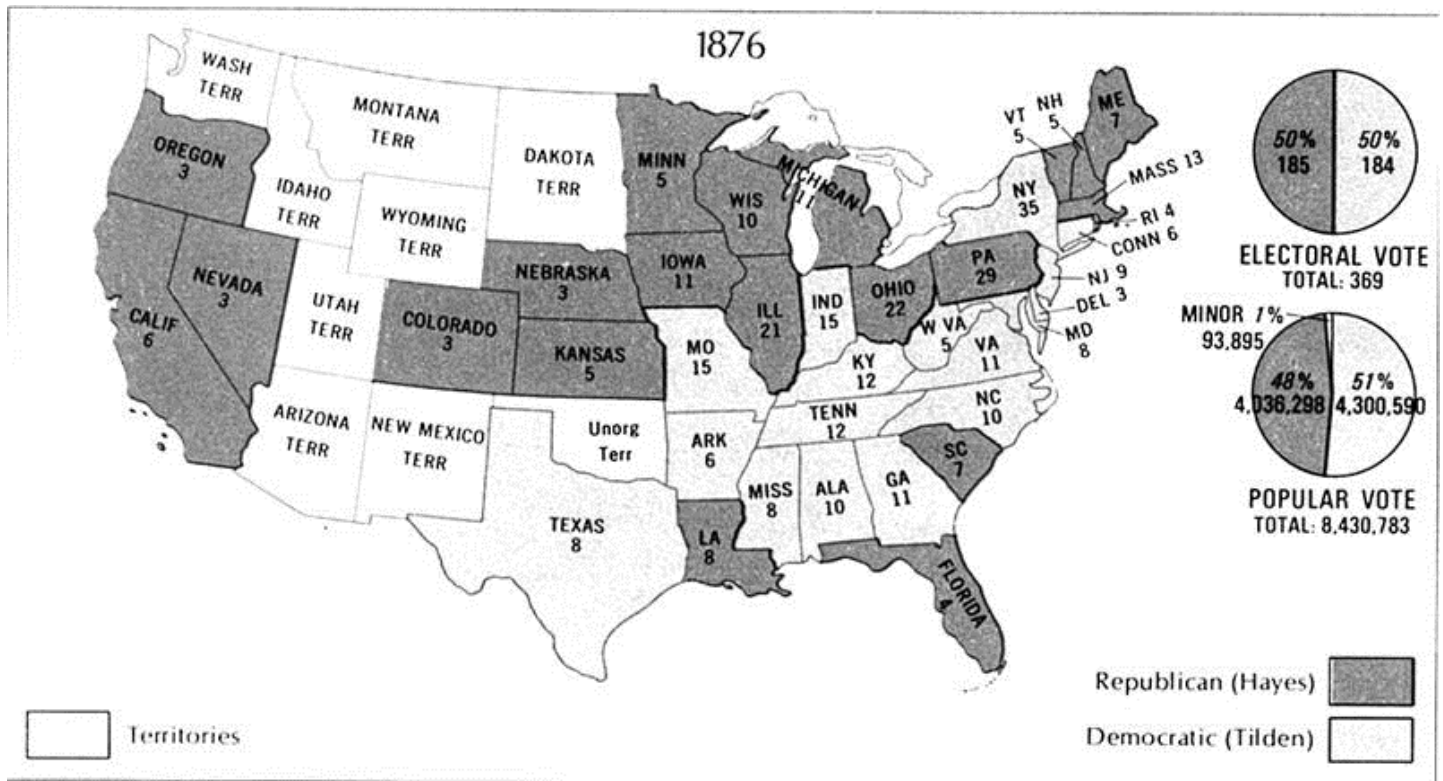 1876
WASH
TERR
MONTANA
TERR
DAKOTA
TERR
OREGON
3
IDAHO
TERR
WYOMING
TERR
MINN
5
WIS
10
MICHIGAN
11
VT
5
NH
5
ME
7
MASS 13
NY
35
RI 4
CONN 6
NEVADA
3
CALIF
6
UTAH
TERR
COLORADO
3
NEBRASKA
3
KANSAS
5
IOWA
11
ILL
21
IND
15
OHIO
22
PA
29
NJ 9
DEL 3
MD
8
W VA
5
VA
11
MO
15
KY
12
NC
10
TENN
12
ARIZONA
TERR
NEW MEXICO
TERR
Unorg
Terr
ARK
6
SC
7
MISS
8
ALA
10
GA
11
TEXAS
8
LA
8
FLORIDA
4
50%
185
50%
184
ELECTORAL VOTE
TOTAL: 369
MINOR 1%
93,895
48%
4,036,298
51%
4,300,590
POPULAR VOTE
TOTAL: 8,430,783
Republican (Hayes)
Democratic (Tilden)
Territories